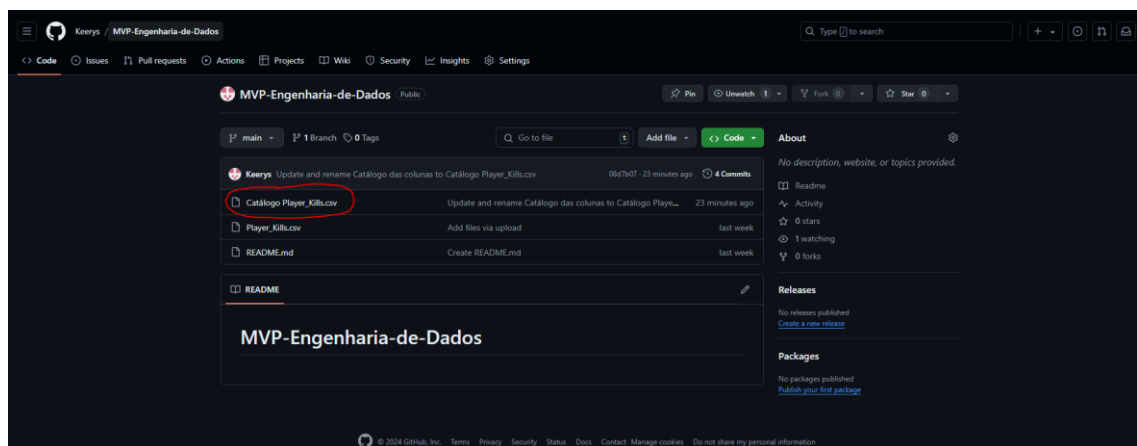 Keerys / MVP-Engenharia-de-Dados
Type / to search
Code Issues Pull requests Actions Projects Wiki Security Insights Settings
MVP-Engenharia-de-Dados Public
Pin Unwatch 1 Fork 0 Star 0
main 1 Branch 0 Tags Go to file t Add file Code
Keerys Update and rename Catálogo das colunas to Catálogo Player_Kills.csv 08d7b07 · 23 minutes ago 4 Commits
Catálogo Player_Kills.csv Update and rename Catálogo das colunas to Catálogo Playe... 23 minutes ago
Player_Kills.csv Add files via upload last week
README.md Create README.md last week
README
MVP-Engenharia-de-Dados
About
No description, website, or topics provided.
Readme
Activity
0 stars
1 watching
0 forks
Releases
No releases published
Create a new release
Packages
No packages published
Publish your first package
© 2024 GitHub, Inc. Terms Privacy Security Status Docs Contact Manage cookies Do not share my personal information